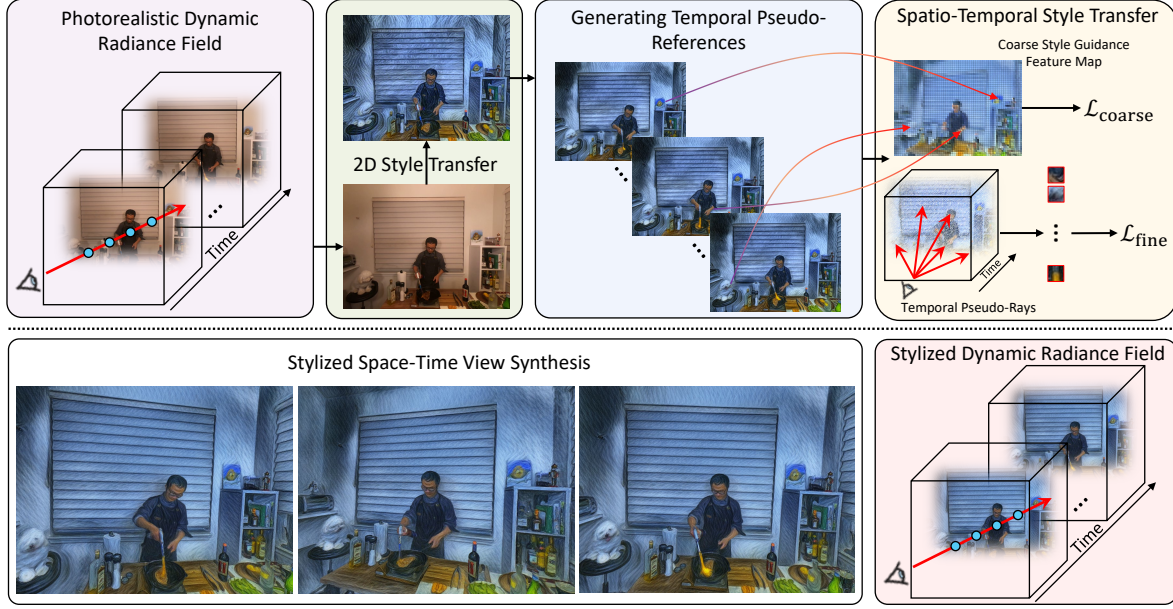 Photorealistic Dynamic
Radiance Field
Time
2D Style Transfer
Generating Temporal Pseudo-
References
Spatio-Temporal Style Transfer
Coarse Style Guidance
Feature Map
ℒcoarse
Time
Temporal Pseudo-Rays
ℒfine
Stylized Space-Time View Synthesis
Stylized Dynamic Radiance Field
Time